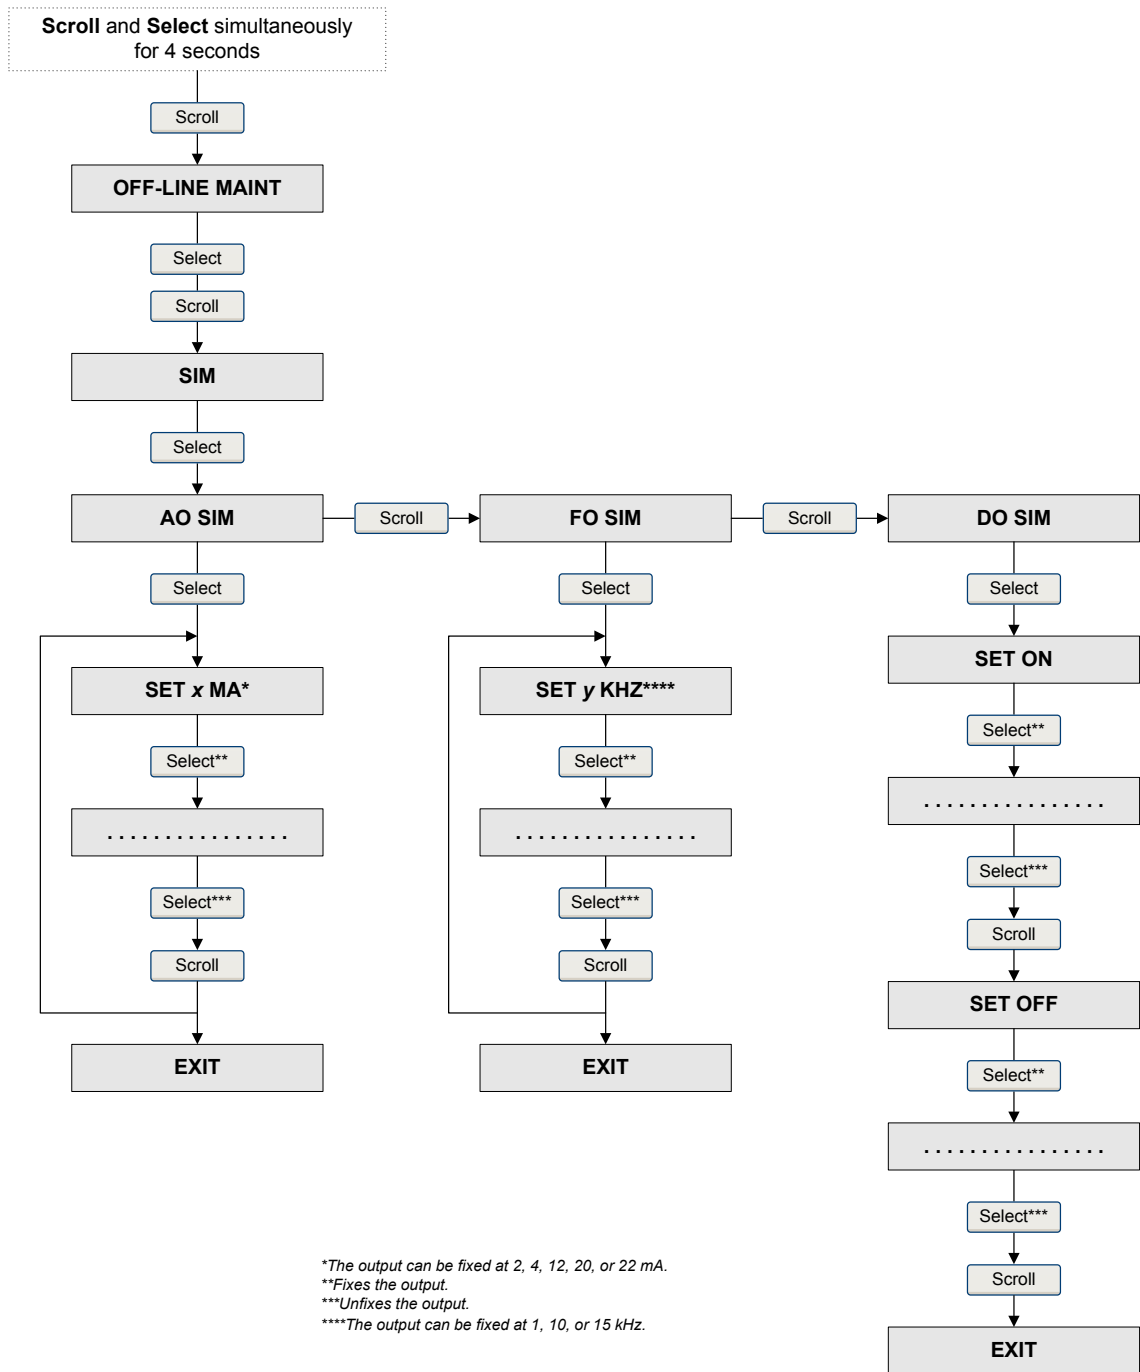 Scroll and Select simultaneously
for 4 seconds
Scroll
OFF-LINE MAINT
Select
Scroll
SIM
Select
AO SIM
Scroll
FO SIM
Scroll
DO SIM
Select
Select
Select
SET x MA*
SET y KHZ****
SET ON
Select**
Select**
Select**
. . . . . . . . . . . . . . . .
. . . . . . . . . . . . . . . .
. . . . . . . . . . . . . . . .
Select***
Select***
Select***
Scroll
Scroll
Scroll
SET OFF
EXIT
EXIT
Select**
. . . . . . . . . . . . . . . .
Select***
Scroll
EXIT
*The output can be fixed at 2, 4, 12, 20, or 22 mA.
**Fixes the output.
***Unfixes the output.
****The output can be fixed at 1, 10, or 15 kHz.